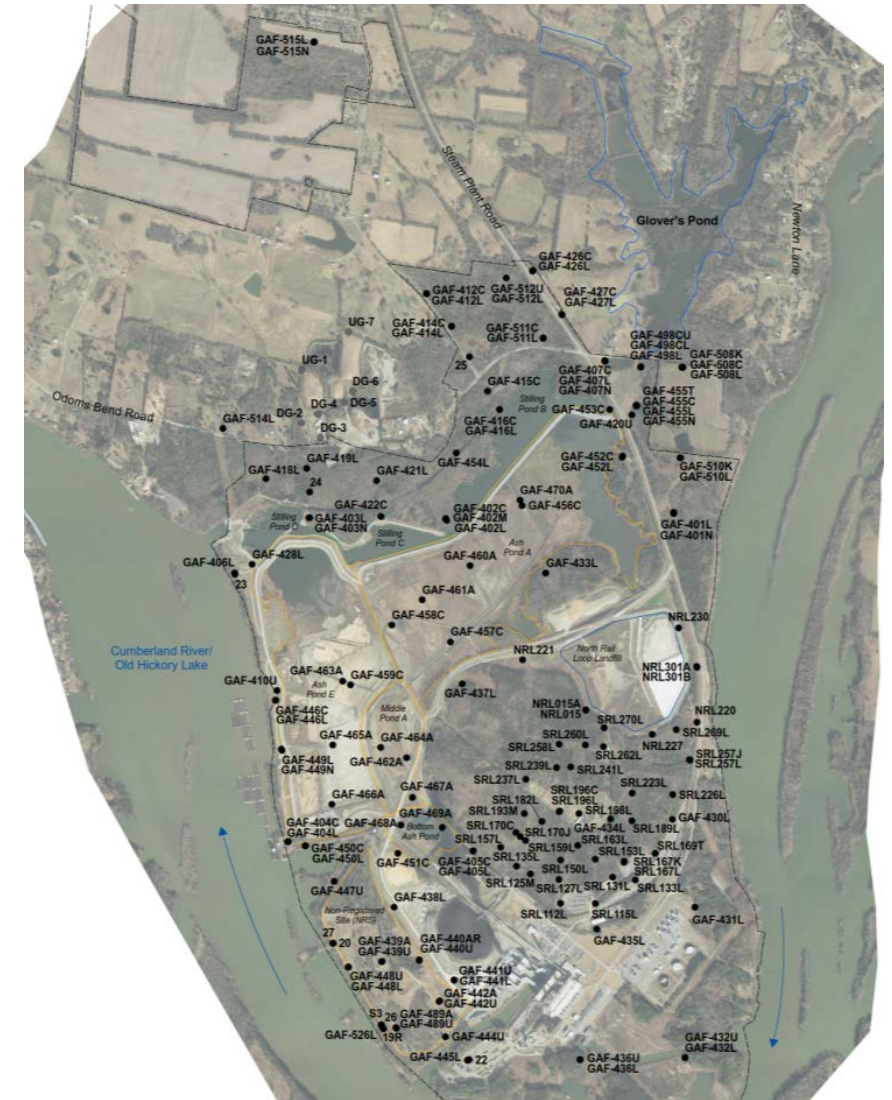 GAF-515L
GAF-515N
Steam Plant Road
Glover's Pond
Newton Lane
GAF-426C
GAF-426L
GAF-512U
GAF-512L
GAF-412C
GAF-412L
GAF-427C
GAF-427L
UG-7
GAF-414C
GAF-414L
GAF-511C
GAF-511L
GAF-498CU
GAF-498CL
GAF-498L
GAF-508K
GAF-508C
GAF-508L
UG-1
25
GAF-407C
GAF-407L
GAF-407N
DG-6
GAF-415C
DG-4
DG-5
Stilling
Pond B
GAF-455T
GAF-455C
GAF-455L
GAF-455N
Odoms Bend Road
GAF-514L
DG-2
DG-3
GAF-416C
GAF-416L
GAF-453C
GAF-420U
GAF-454L
GAF-452C
GAF-452L
GAF-510K
GAF-510L
GAF-419L
GAF-418L
GAF-421L
24
GAF-470A
GAF-456C
GAF-422C
GAF-402C
GAF-402M
GAF-402L
GAF-403L
GAF-403N
Stilling
Pond D
Stilling
Pond C
GAF-401L
GAF-401N
Ash
Pond A
GAF-406L
GAF-428L
23
GAF-460A
GAF-433L
GAF-461A
GAF-458C
GAF-457C
NRL230
NRL221
North Rail
Loop Landfill
Cumberland River/
Old Hickory Lake
GAF-463A
GAF-459C
Ash
Pond E
NRL301A
NRL301B
GAF-410U
GAF-437L
GAF-446C
GAF-446L
Middle
Pond A
NRL015A
NRL015
NRL220
SRL270L
SRL269L
GAF-465A
GAF-464A
SRL260L
NRL227
GAF-449L
GAF-449N
GAF-462A
SRL258L
SRL262L
SRL257J
SRL257L
SRL239L
SRL241L
SRL237L
GAF-467A
SRL223L
SRL226L
GAF-466A
SRL196C
SRL196L
SRL182L
SRL193M
SRL198L
GAF-404C
GAF-404L
GAF-468A
GAF-469A
Bottom
Ash Pond
SRL170C
SRL170J
GAF-434L
SRL189L
GAF-430L
GAF-450C
GAF-450L
GAF-451C
SRL157L
SRL159L
SRL163L
SRL169T
GAF-405C
GAF-405L
SRL135L
SRL150L
SRL153L
SRL167K
SRL167L
GAF-447U
SRL125M
SRL127L
SRL131L
SRL133L
Non-Registered
Site (NRS)
GAF-438L
SRL112L
SRL115L
GAF-431L
27
20
GAF-435L
GAF-439A
GAF-439U
GAF-440AR
GAF-440U
GAF-448U
GAF-448L
GAF-441U
GAF-441L
GAF-442A
GAF-442U
S3
26
GAF-489A
GAF-489U
GAF-526L
19R
GAF-444U
GAF-445L
22
GAF-436U
GAF-436L
GAF-432U
GAF-432L